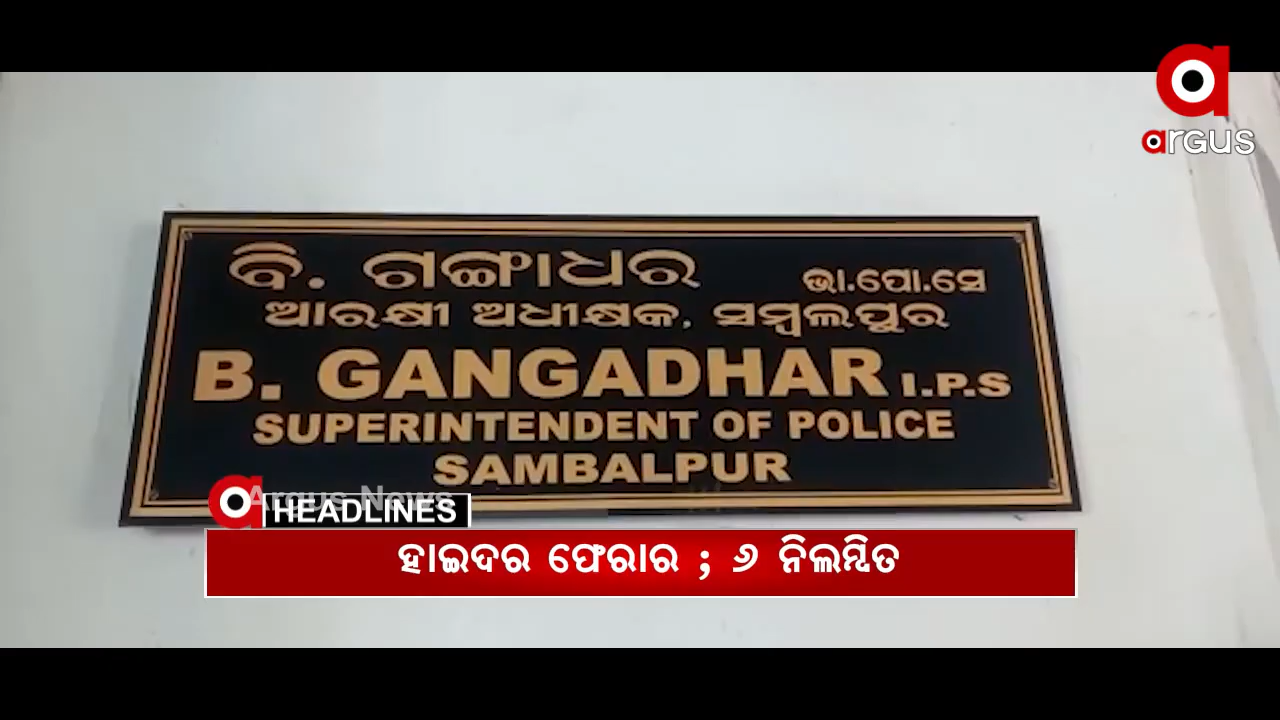 argus
ବି. ଗଙ୍ଗାଧର ଭା.ପୋ.ସେ
ଆରକ୍ଷୀ ଅଧୀକ୍ଷକ, ସମ୍ବଲପୁର
B. GANGADHAR I.P.S
SUPERINTENDENT OF POLICE
SAMBALPUR
Argus News
HEADLINES
ହାଇଦର ଫେରାର ; ୬ ନିଲମ୍ବିତ